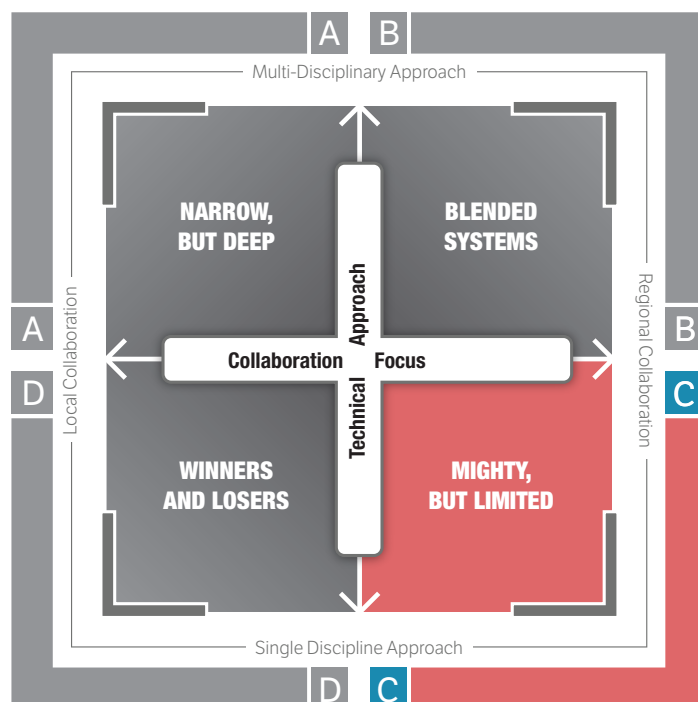 A B
Multi-Disciplinary Approach
NARROW,
BUT DEEP
BLENDED
SYSTEMS
A
Local Collaboration
D
Technical Approach
Collaboration Focus
B
Regional Collaboration
C
WINNERS
AND LOSERS
MIGHTY,
BUT LIMITED
Single Discipline Approach
D C